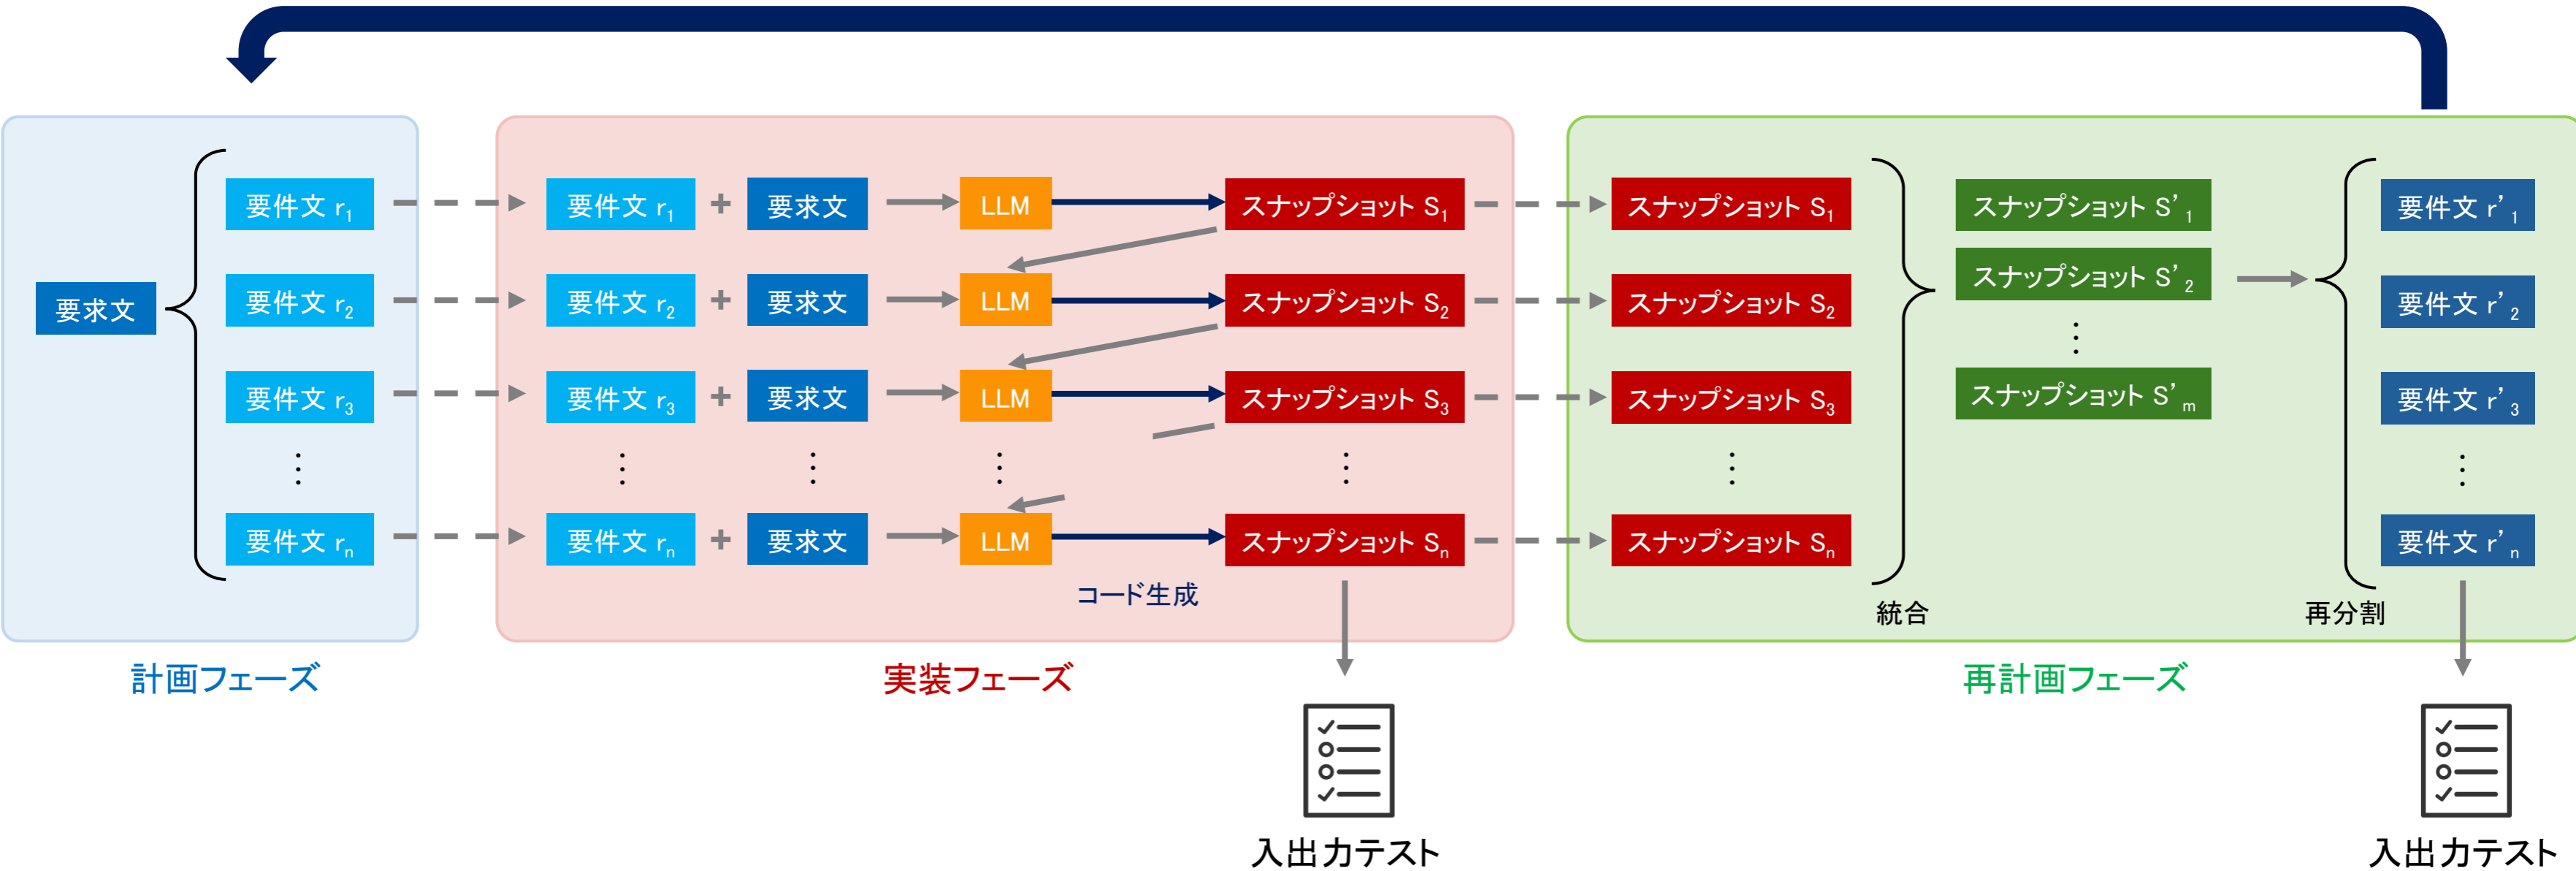 要求文
要件文 r1
要件文 r2
要件文 r3
⋮
要件文 rn
計画フェーズ
要件文 r1 + 要求文 LLM スナップショット S1
要件文 r2 + 要求文 LLM スナップショット S2
要件文 r3 + 要求文 LLM スナップショット S3
⋮ ⋮ ⋮ ⋮
要件文 rn + 要求文 LLM スナップショット Sn
コード生成
実装フェーズ
入出力テスト
スナップショット S1
スナップショット S2
スナップショット S3
⋮
スナップショット Sn
統合
スナップショット S’1
スナップショット S’2
⋮
スナップショット S’m
再分割
要件文 r’1
要件文 r’2
要件文 r’3
⋮
要件文 r’n
再計画フェーズ
入出力テスト